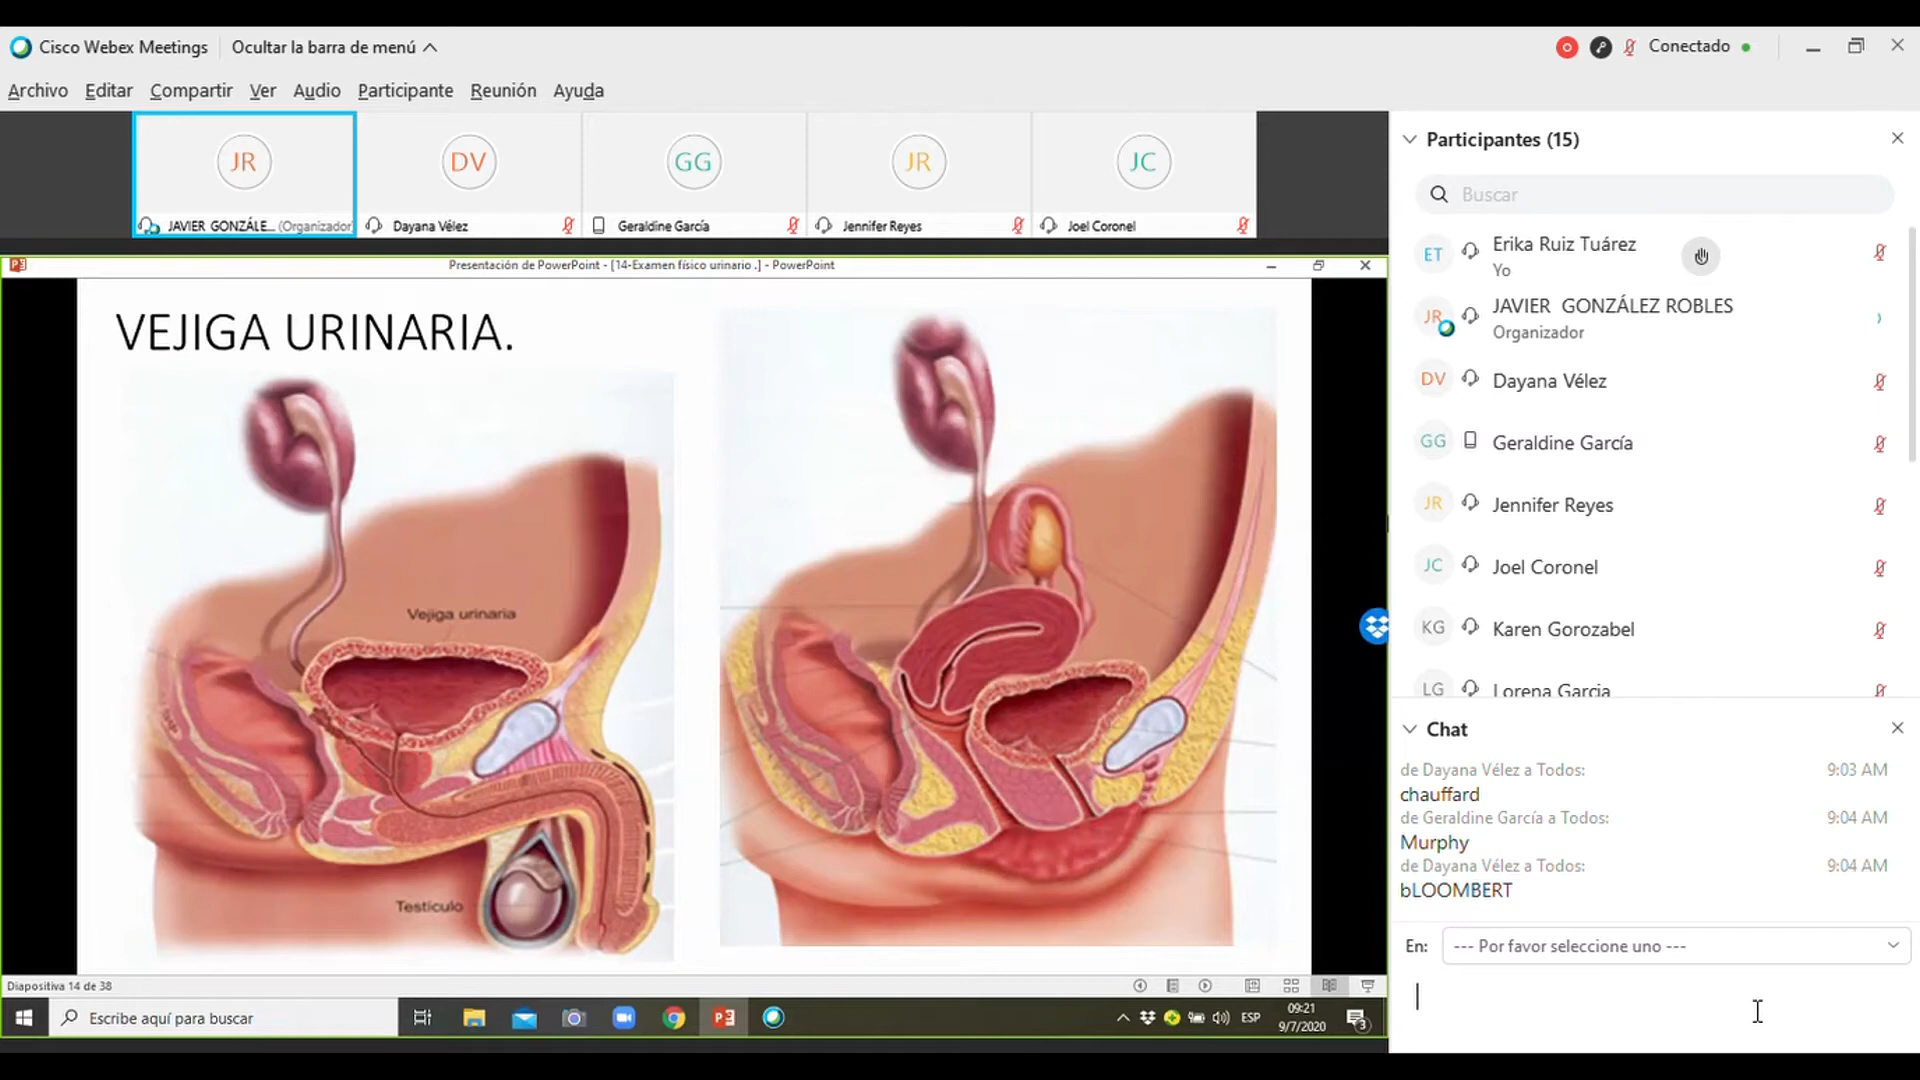 Cisco Webex Meetings
Ocultar la barra de menú
Conectado
Archivo Editar Compartir Ver Audio Participante Reunión Ayuda
JR
DV
GG
JR
JC
JAVIER GONZÁLE... (Organizador)
Dayana Vélez
Geraldine García
Jennifer Reyes
Joel Coronel
Presentación de PowerPoint - [14-Examen físico urinario .] - PowerPoint
VEJIGA URINARIA.
Vejiga urinaria
Testículo
Diapositiva 14 de 38
Escribe aquí para buscar
ESP
09:21
9/7/2020
3
Participantes (15)
Buscar
ET Erika Ruiz Tuárez
Yo
JR JAVIER GONZÁLEZ ROBLES
Organizador
DV Dayana Vélez
GG Geraldine García
JR Jennifer Reyes
JC Joel Coronel
KG Karen Gorozabel
LG Lorena Garcia
Chat
de Dayana Vélez a Todos: 9:03 AM
chauffard
de Geraldine García a Todos: 9:04 AM
Murphy
de Dayana Vélez a Todos: 9:04 AM
bLOOMBERT
En: --- Por favor seleccione uno ---